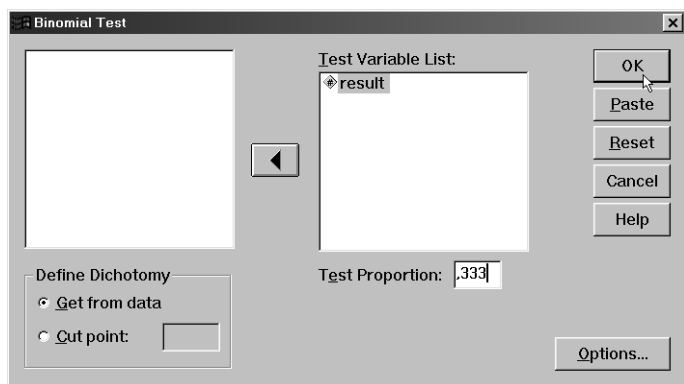 Binomial Test
Test Variable List:
result
OK
Paste
Reset
Cancel
Help
Define Dichotomy
Get from data
Cut point:
Test Proportion: ,333
Options...